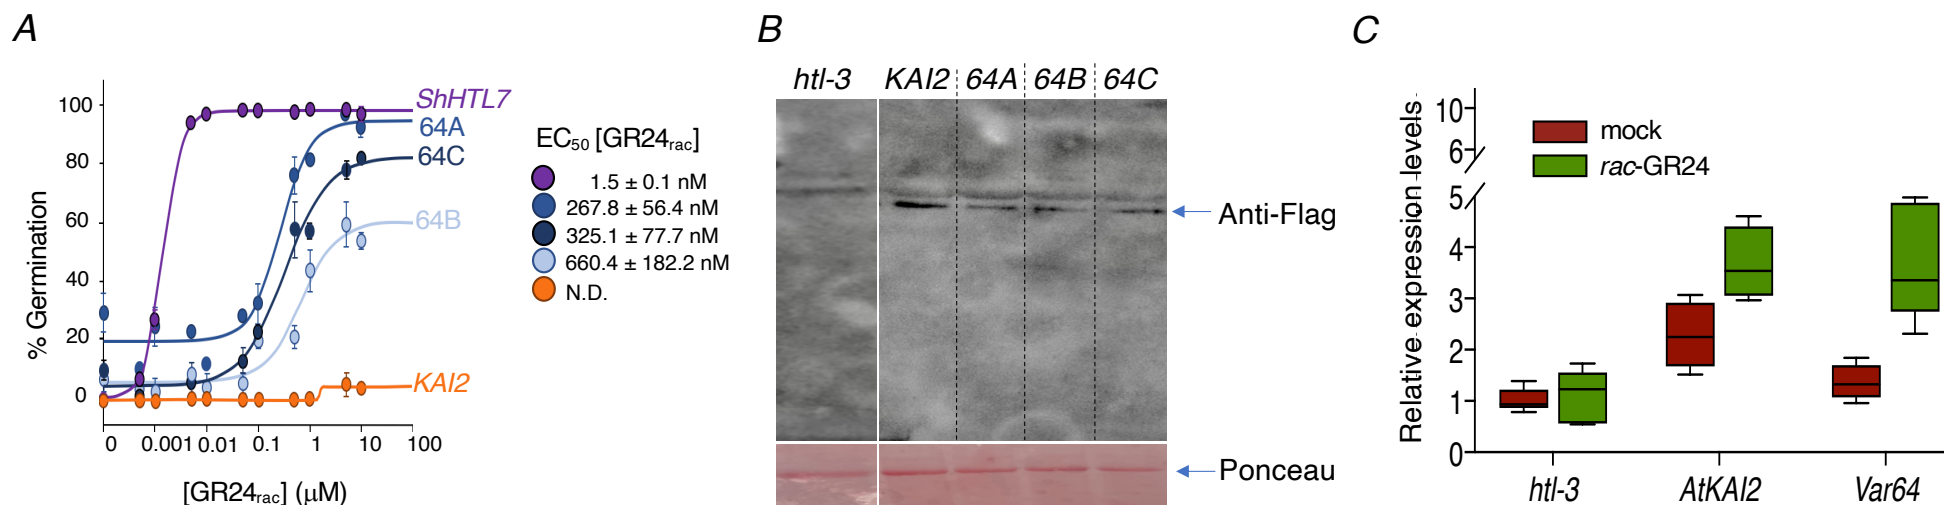 A
% Germination
100
80
60
40
20
0
0 0.001 0.01 0.1 1 10 100
[GR24rac] (μM)
ShHTL7
64A
64C
64B
KAI2
EC50 [GR24rac]
1.5 ± 0.1 nM
267.8 ± 56.4 nM
325.1 ± 77.7 nM
660.4 ± 182.2 nM
N.D.
B
htl-3 KAI2 64A 64B 64C
Anti-Flag
Ponceau
C
Relative expression levels
10
6
5
4
3
2
1
0
mock
rac-GR24
htl-3 AtKAI2 Var64